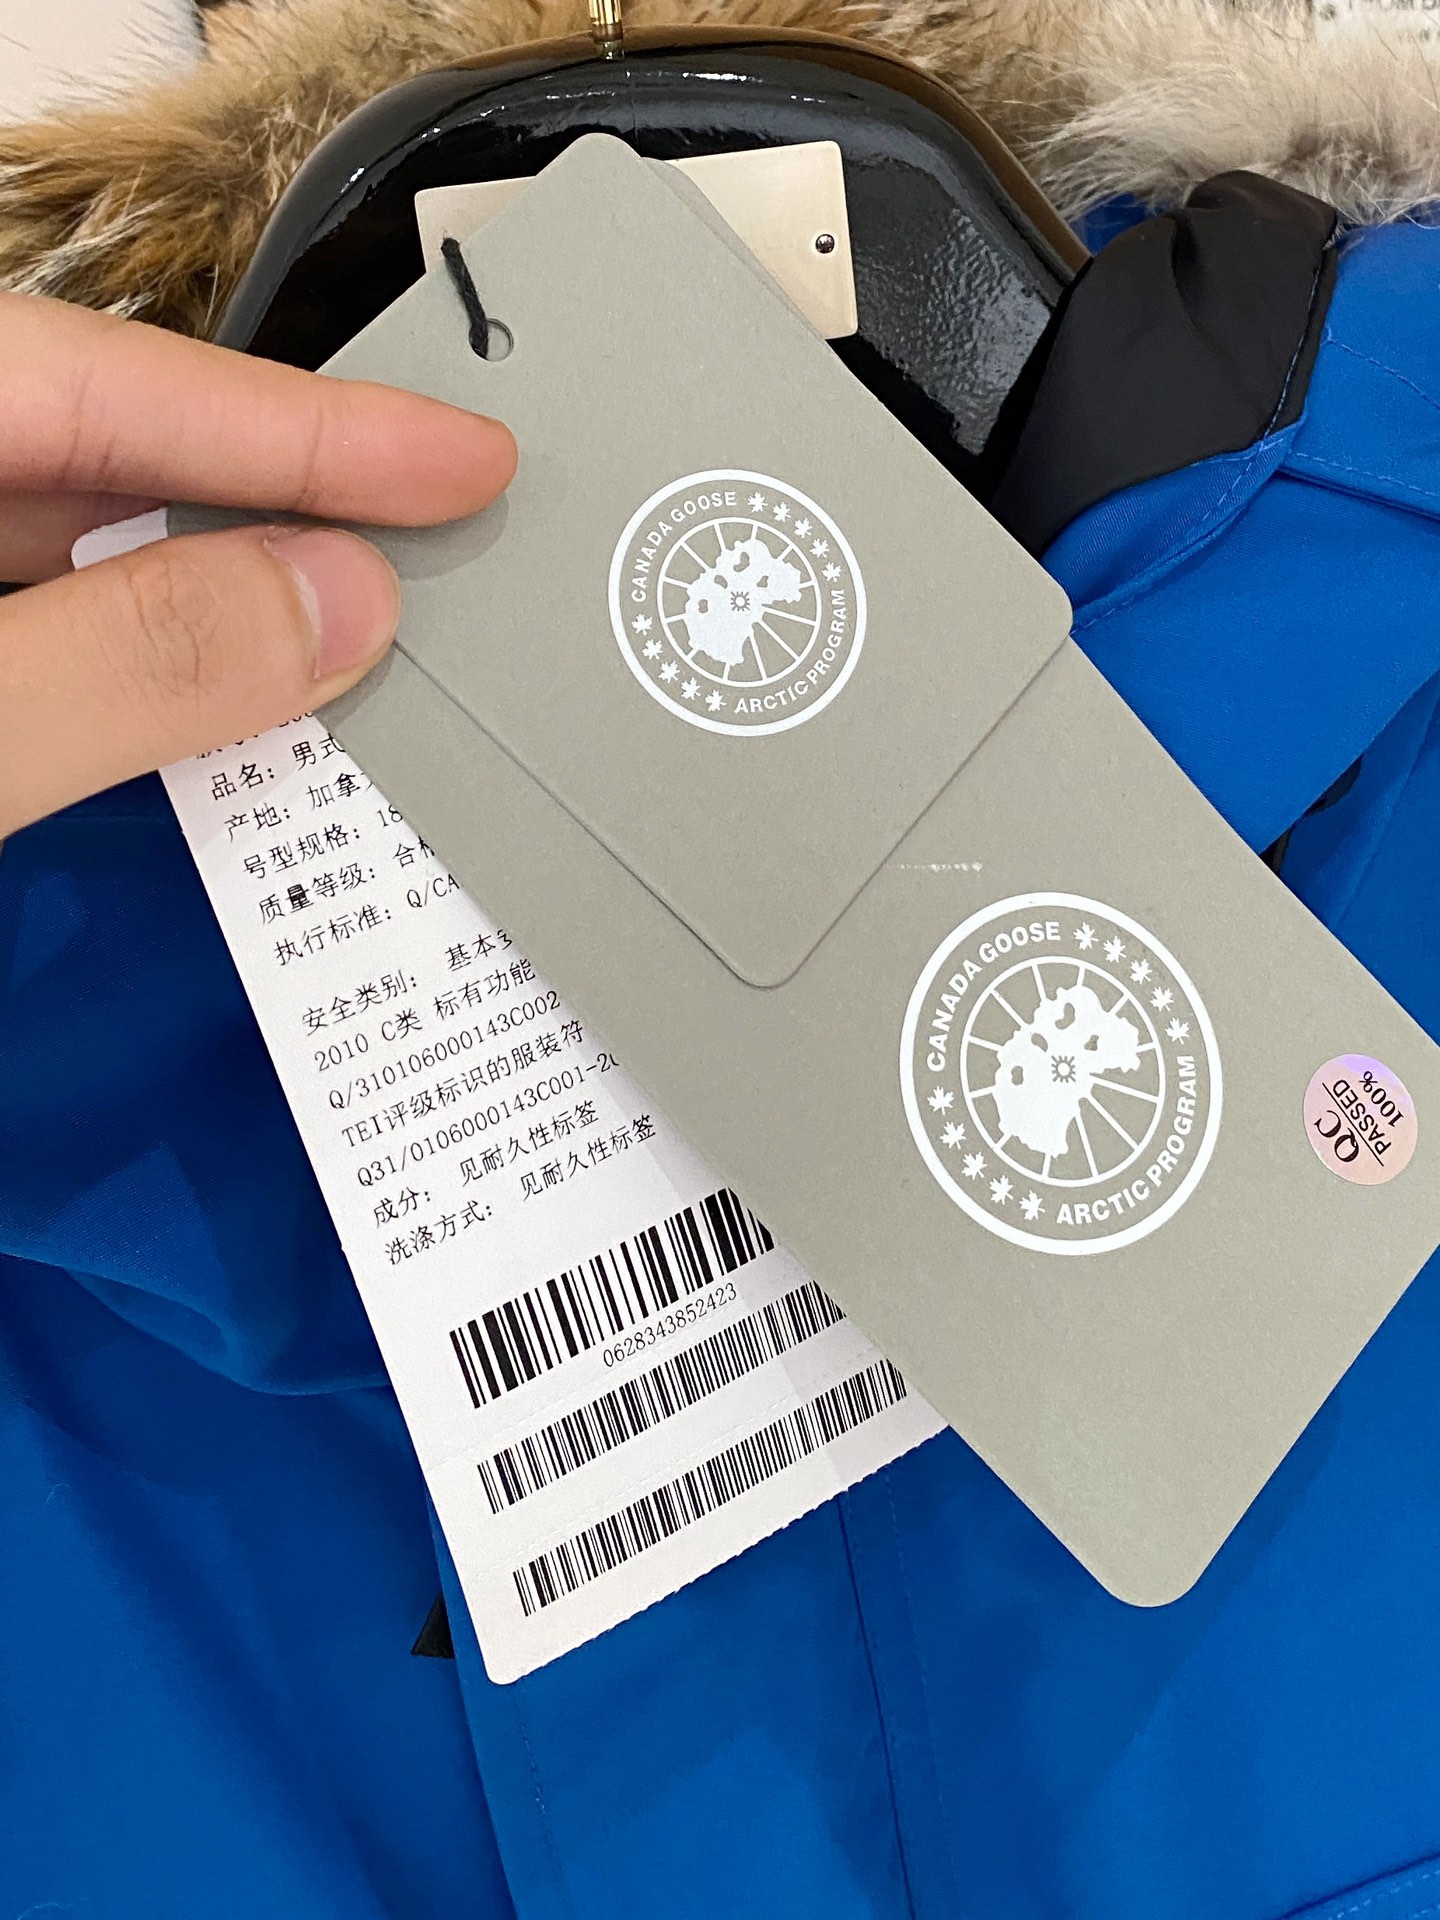 CANADA GOOSE
ARCTIC PROGRAM
CANADA GOOSE
ARCTIC PROGRAM
QC
PASSED
100%
品名: 男式
产地: 加拿
号型规格: 18
质量等级: 合格
执行标准: Q/CA
安全类别: 基本
2010 C类 标有功能
Q/310106000143C002
TEI评级标识的服装符
Q31/0106000143C001-20
成分: 见耐久性标签
洗涤方式: 见耐久性标签
0628343852423